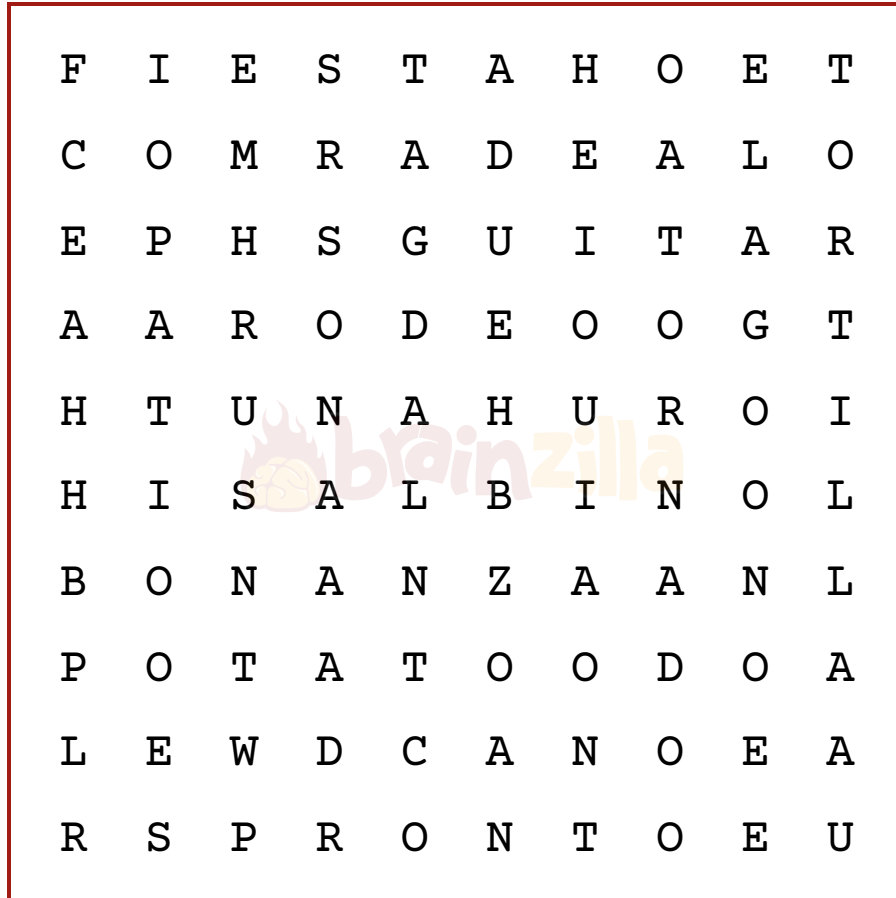 F I E S T A H O E T
C O M R A D E A L O
E P H S G U I T A R
A A R O D E O O G T
H T U N A H U R O I
H I S A L B I N O L
brainzilla
B O N A N Z A A N L
P O T A T O O D O A
L E W D C A N O E A
R S P R O N T O E U